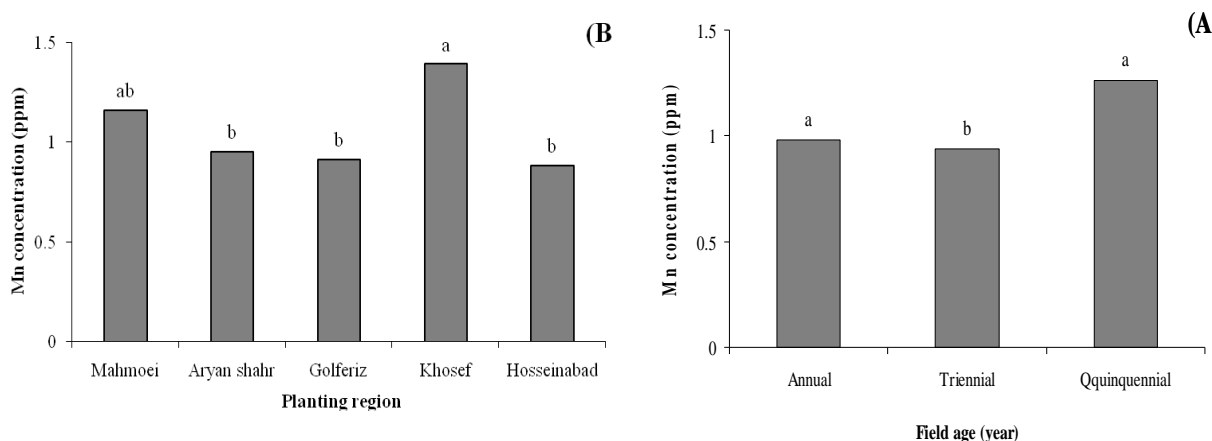 (B
Mn concentration (ppm)
1.5
1
0.5
0
ab
b
b
a
b
Mahmoei
Aryan shahr
Golferiz
Khosef
Hosseinabad
Planting region
(A
Mn concentration (ppm)
1.5
1
0.5
0
a
b
a
Annual
Triennial
Qquinquennial
Field age (year)